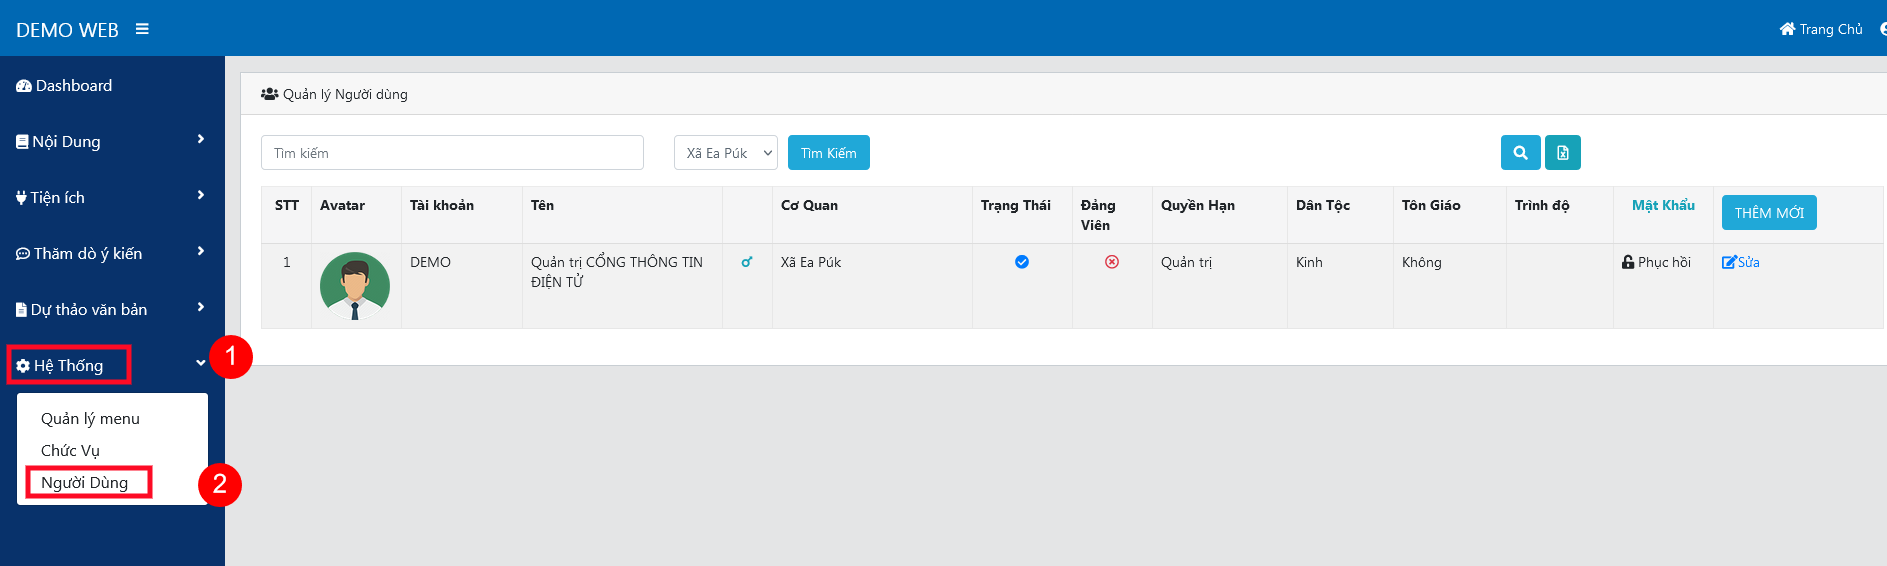 DEMO WEB
Trang Chủ
Dashboard
Nội Dung
Tiện ích
Thăm dò ý kiến
Dự thảo văn bản
Hệ Thống
1
Quản lý menu
Chức Vụ
Người Dùng
2
Quản lý Người dùng
Tìm kiếm
Xã Ea Púk
Tìm Kiếm
STT Avatar Tài khoản Tên Cơ Quan Trạng Thái Đảng Viên Quyền Hạn Dân Tộc Tôn Giáo Trình độ Mật Khẩu THÊM MỚI
1 DEMO Quản trị CỔNG THÔNG TIN ĐIỆN TỬ Xã Ea Púk Quản trị Kinh Không Phục hồi Sửa